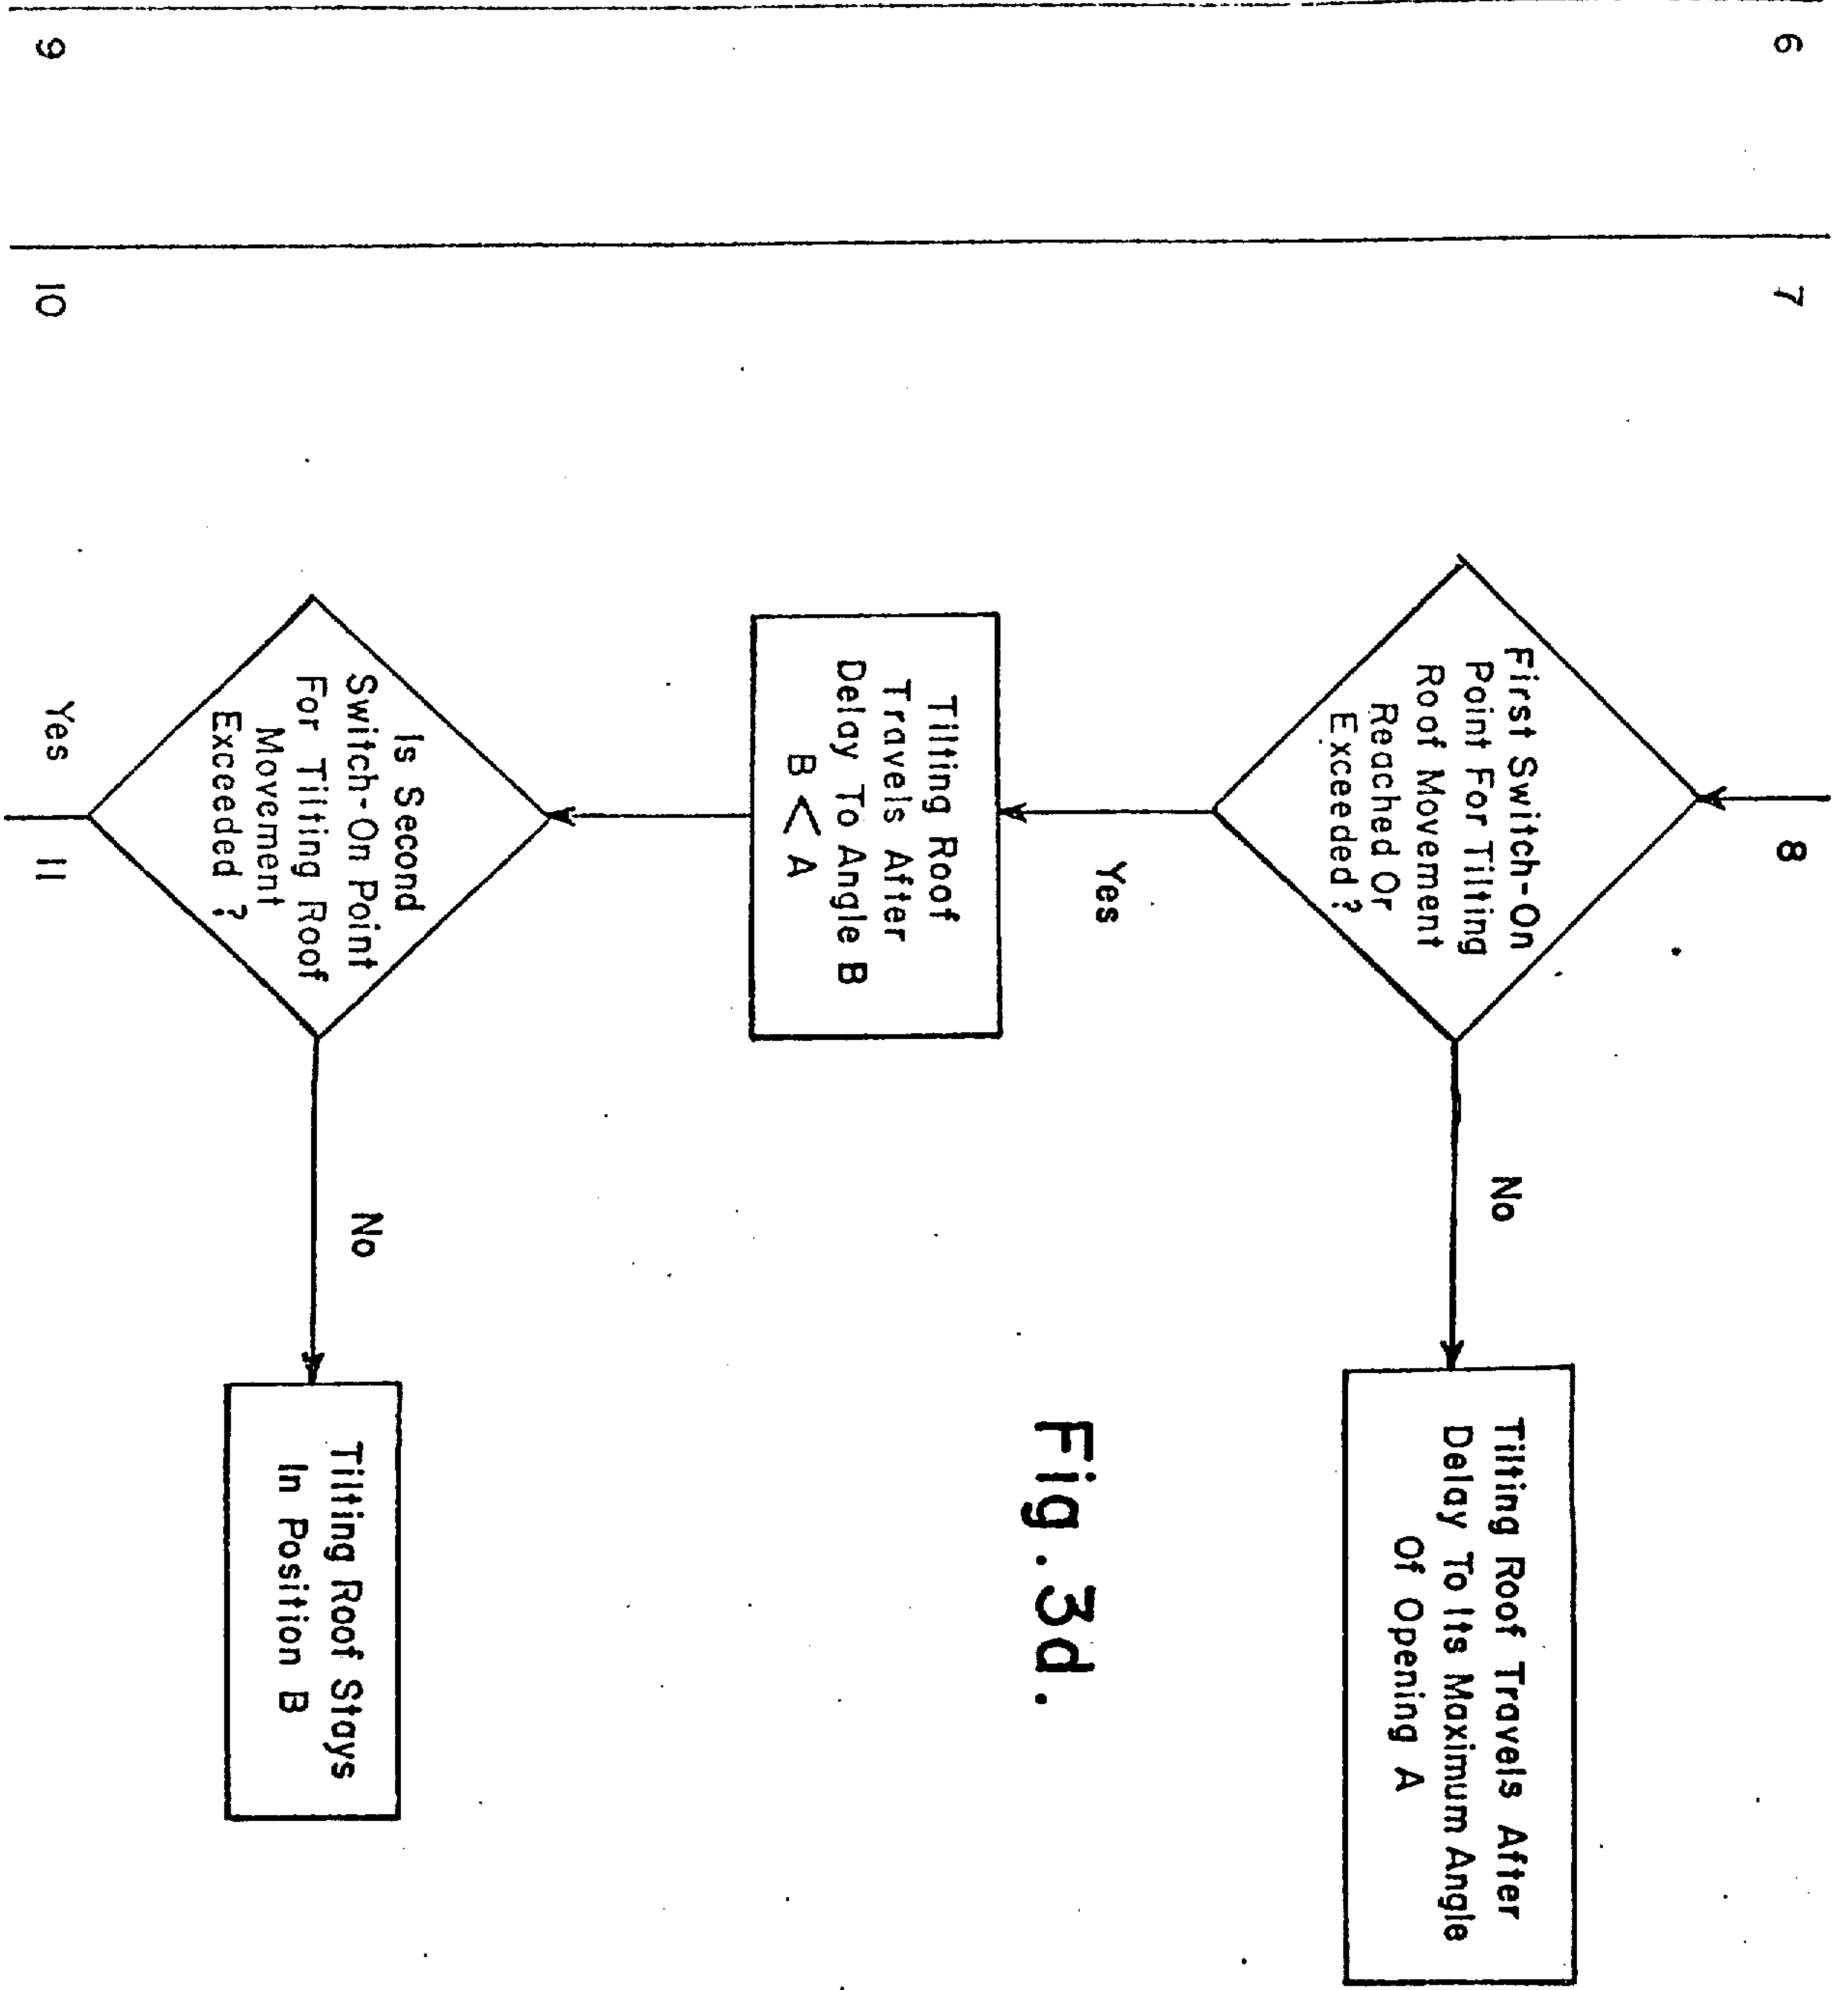 6
7
8
First Switch-On
Point For Tilting
Roof Movement
Reached Or
Exceeded ?
No
Tilting Roof Travels After
Delay To Its Maximum Angle
Of Opening A
Yes
Tilting Roof
Travels After
Delay To Angle B
B < A
Fig. 3d.
Is Second
Switch-On Point
For Tilting Roof
Movement
Exceeded ?
No
Tilting Roof Stays
In Position B
Yes
9
10
11